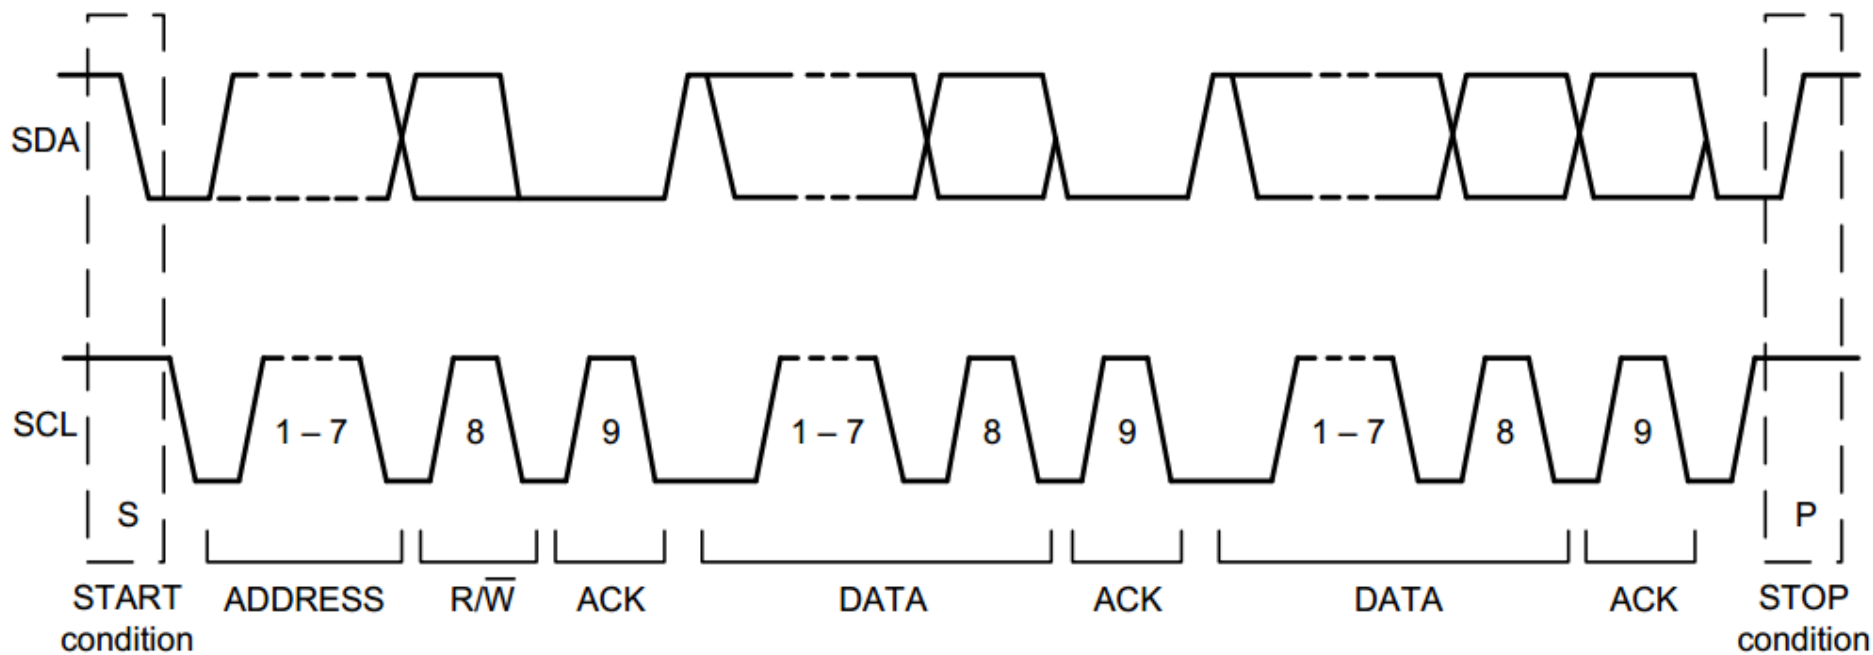 SDA
SCL
1 – 7 8 9 1 – 7 8 9 1 – 7 8 9
S P
START condition
ADDRESS
R/W̅
ACK
DATA
ACK
DATA
ACK
STOP condition